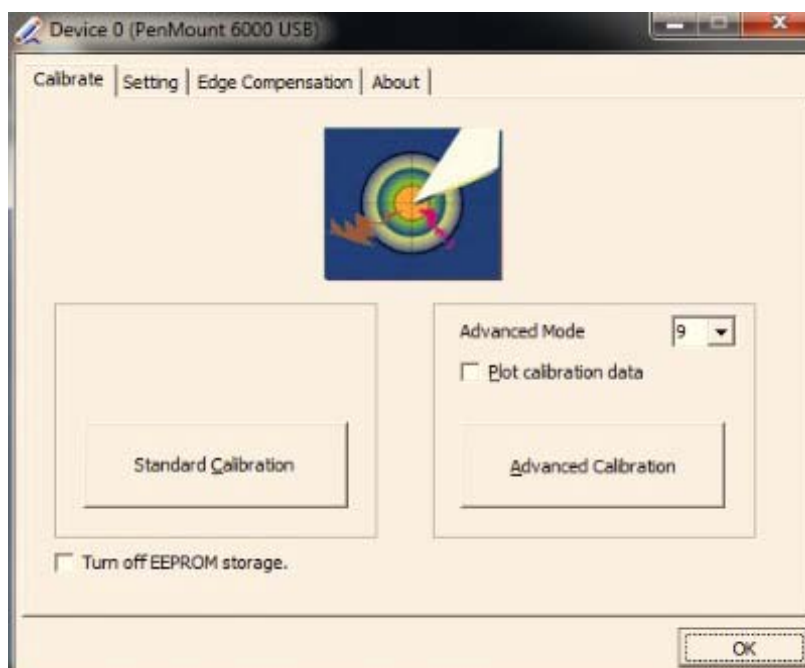 Device 0 (PenMount 6000 USB)
Calibrate Setting Edge Compensation About
Advanced Mode 9
Plot calibration data
Standard Calibration
Advanced Calibration
Turn off EEPROM storage.
OK